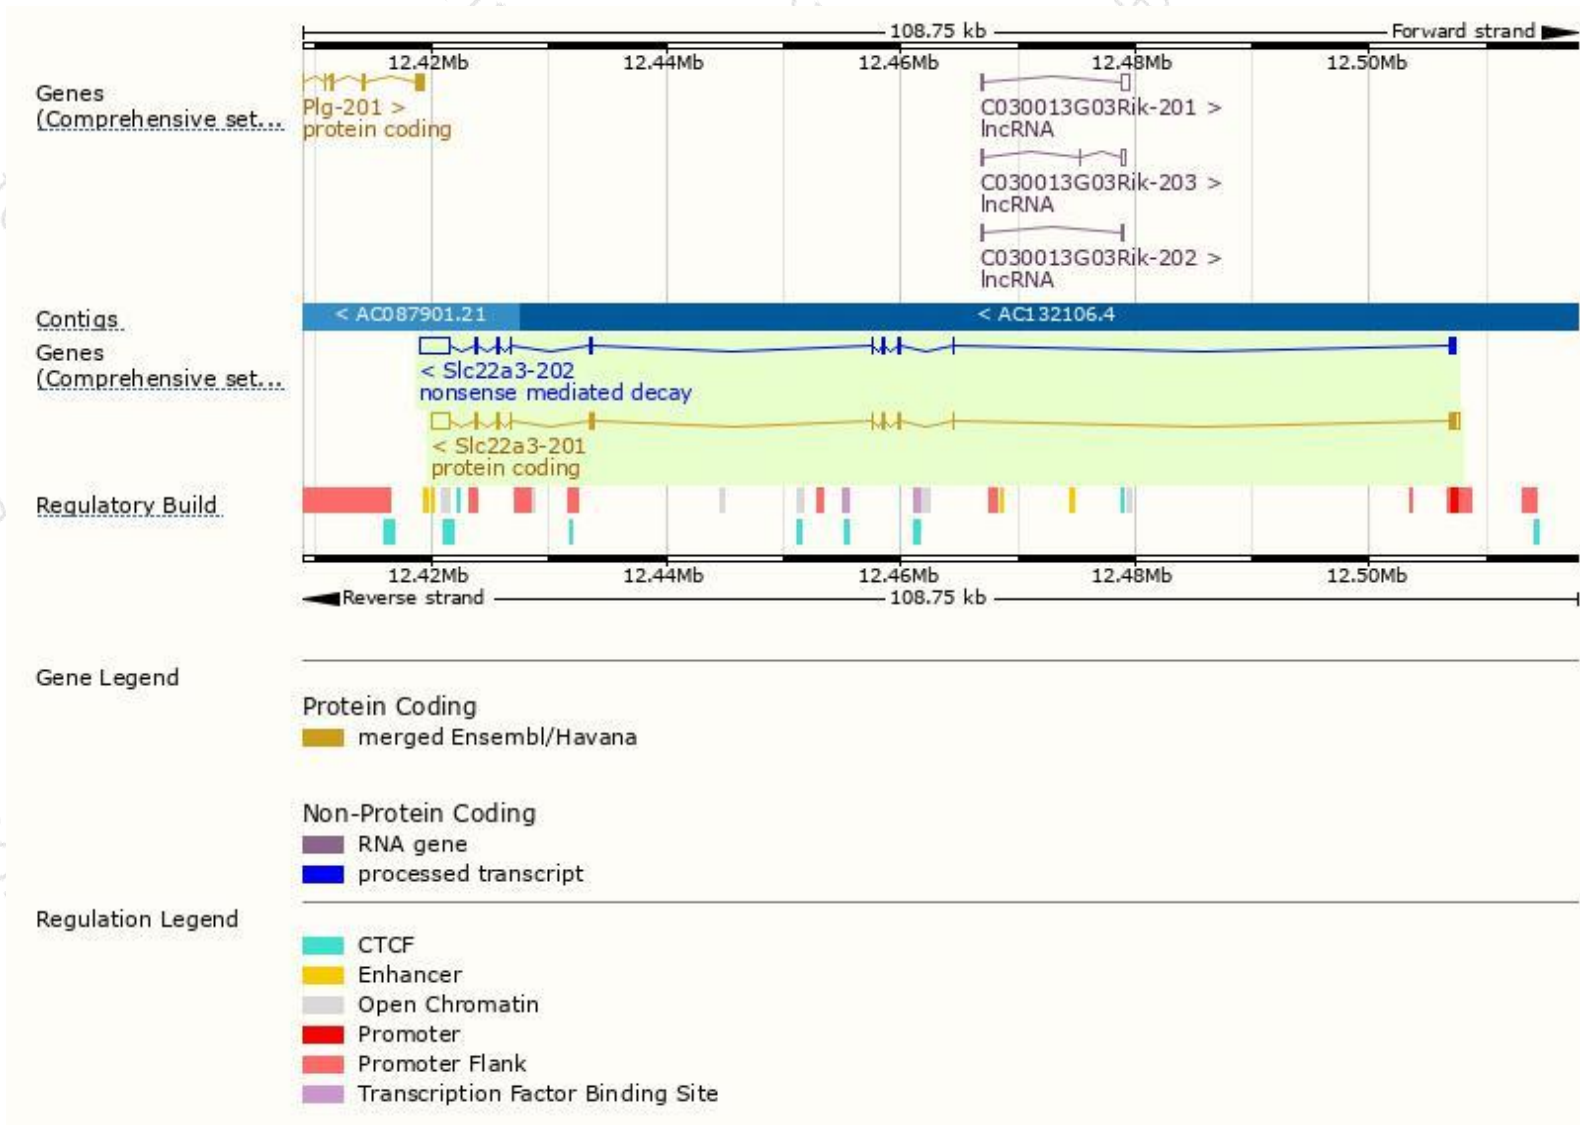 108.75 kb
Forward strand
12.42Mb 12.44Mb 12.46Mb 12.48Mb 12.50Mb
Genes
(Comprehensive set...
Plg-201 >
protein coding
C030013G03Rik-201 >
lncRNA
C030013G03Rik-203 >
lncRNA
C030013G03Rik-202 >
lncRNA
Contigs
< AC087901.21
< AC132106.4
Genes
(Comprehensive set...
< Slc22a3-202
nonsense mediated decay
< Slc22a3-201
protein coding
Regulatory Build
12.42Mb 12.44Mb 12.46Mb 12.48Mb 12.50Mb
Reverse strand
108.75 kb
Gene Legend
Protein Coding
merged Ensembl/Havana
Non-Protein Coding
RNA gene
processed transcript
Regulation Legend
CTCF
Enhancer
Open Chromatin
Promoter
Promoter Flank
Transcription Factor Binding Site